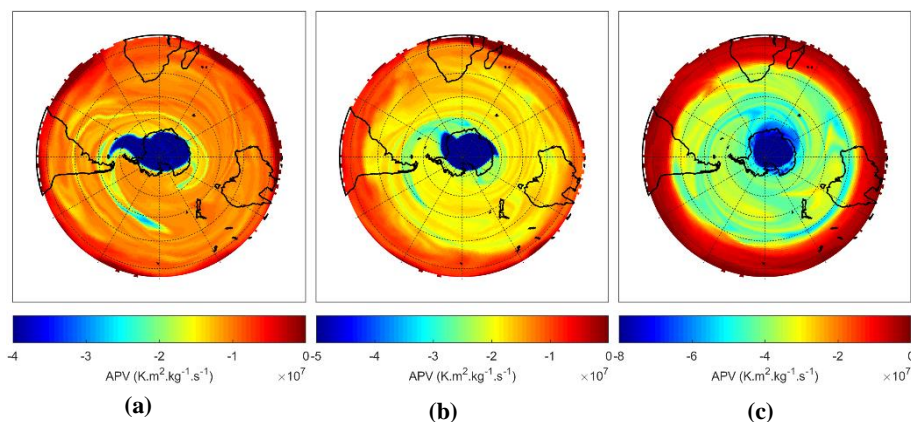 -4 -3 -2 -1 0
APV (K.m².kg⁻¹.s⁻¹) ×10⁷
(a)
-5 -4 -3 -2 -1 0
APV (K.m².kg⁻¹.s⁻¹) ×10⁷
(b)
-8 -6 -4 -2 0
APV (K.m².kg⁻¹.s⁻¹) ×10⁷
(c)